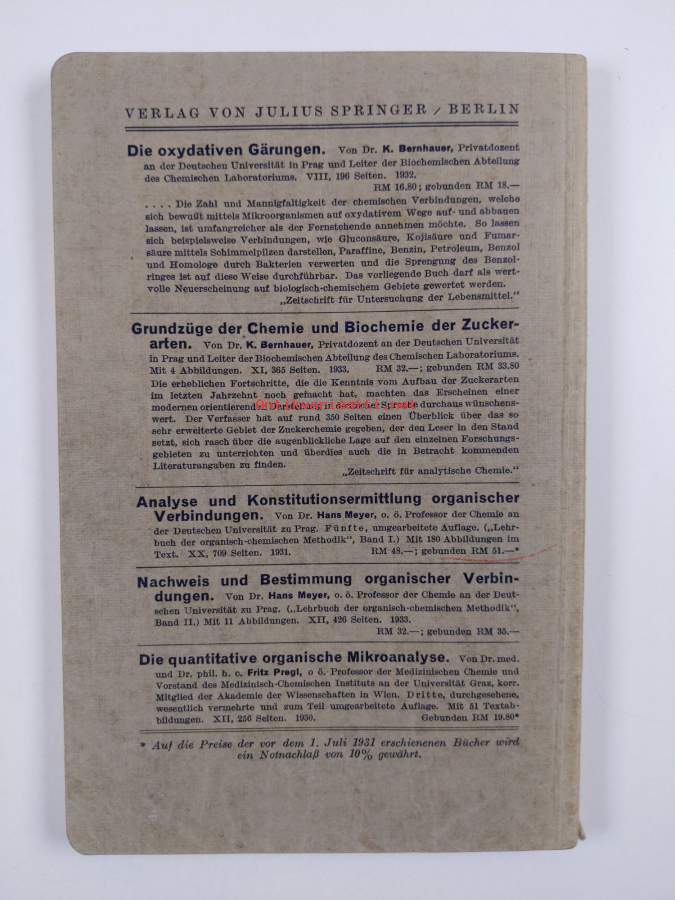 VERLAG VON JULIUS SPRINGER / BERLIN
Die oxydativen Gärungen. Von Dr. K. Bernhauer, Privatdozent
an der Deutschen Universität in Prag und Leiter der Biochemischen Abteilung
des Chemischen Laboratoriums. VIII, 196 Seiten. 1932.
RM 16.80; gebunden RM 18.—
.... Die Zahl und Mannigfaltigkeit der chemischen Verbindungen, welche
sich bewußt mittels Mikroorganismen auf oxydativem Wege auf- und abbauen
lassen, ist umfangreicher als der Fernstehende annehmen möchte. So lassen
sich beispielsweise Verbindungen, wie Gluconsäure, Kojisäure und Fumar-
säure mittels Schimmelpilzen darstellen, Paraffine, Benzin, Petroleum, Benzol
und Homologe durch Bakterien verwerten und die Sprengung des Benzol-
ringes ist auf diese Weise durchführbar. Das vorliegende Buch darf als wert-
volle Neuerscheinung auf biologisch-chemischem Gebiete gewertet werden.
„Zeitschrift für Untersuchung der Lebensmittel."
Grundzüge der Chemie und Biochemie der Zucker-
arten. Von Dr. K. Bernhauer, Privatdozent an der Deutschen Universität
in Prag und Leiter der Biochemischen Abteilung des Chemischen Laboratoriums.
Mit 4 Abbildungen. XI, 365 Seiten. 1933. RM 32.—; gebunden RM 33.80
Die erheblichen Fortschritte, die die Kenntnis vom Aufbau der Zuckerarten
im letzten Jahrzehnt noch gemacht hat, machten das Erscheinen einer
modernen orientierenden Darstellung in deutscher Sprache durchaus wünschens-
wert. Der Verfasser hat auf rund 350 Seiten einen Überblick über das so
sehr erweiterte Gebiet der Zuckerchemie gegeben, der den Leser in den Stand
setzt, sich rasch über die augenblickliche Lage auf den einzelnen Forschungs-
gebieten zu unterrichten und überdies auch die in Betracht kommenden
Literaturangaben zu finden.
„Zeitschrift für analytische Chemie."
Analyse und Konstitutionsermittlung organischer
Verbindungen. Von Dr. Hans Meyer, o. ö. Professor der Chemie an
der Deutschen Universität zu Prag. Fünfte, umgearbeitete Auflage. („Lehr-
buch der organisch-chemischen Methodik", Band I.) Mit 180 Abbildungen im
Text. XX, 709 Seiten. 1931. RM 48.—; gebunden RM 51.—*
Nachweis und Bestimmung organischer Verbin-
dungen. Von Dr. Hans Meyer, o. ö. Professor der Chemie an der Deut-
schen Universität zu Prag. („Lehrbuch der organisch-chemischen Methodik",
Band II.) Mit 11 Abbildungen. XII, 426 Seiten. 1933.
RM 32.—; gebunden RM 35.—
Die quantitative organische Mikroanalyse. Von Dr. med.
und Dr. phil. h. c. Fritz Pregl, o ö. Professor der Medizinischen Chemie und
Vorstand des Medizinisch-Chemischen Instituts an der Universität Graz, korr.
Mitglied der Akademie der Wissenschaften in Wien. Dritte, durchgesehene,
wesentlich vermehrte und zum Teil umgearbeitete Auflage. Mit 51 Textab-
bildungen. XII, 256 Seiten. 1930. Gebunden RM 19.80*
* Auf die Preise der vor dem 1. Juli 1931 erschienenen Bücher wird
ein Notnachlaß von 10% gewährt.